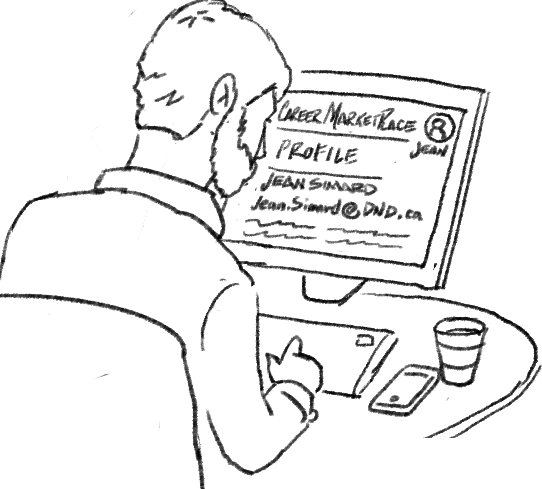 CAREER MARKETPLACE
JEAN
PROFILE
JEAN SIMARD
Jean.Simard@DND.ca